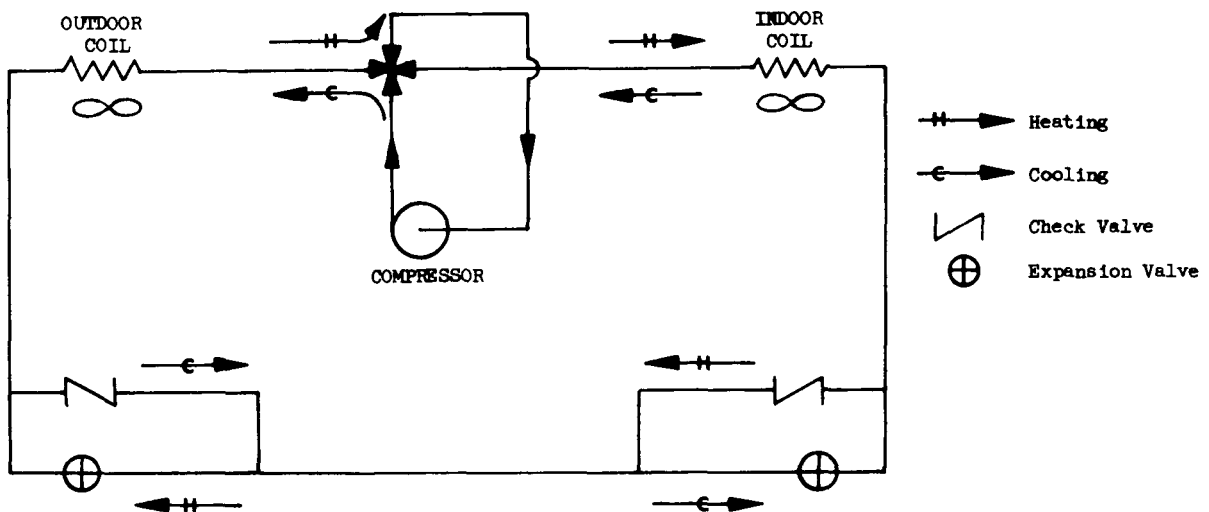 OUTDOOR
COIL
INDOOR
COIL
H
H
C
C
H Heating
C Cooling
Check Valve
Expansion Valve
COMPRESSOR
C
H
H
C